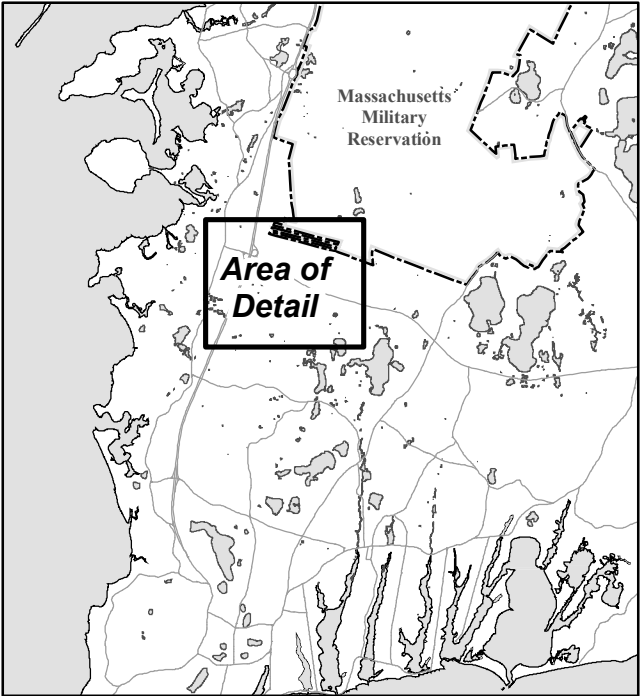 Massachusetts
Military
Reservation
Area of
Detail